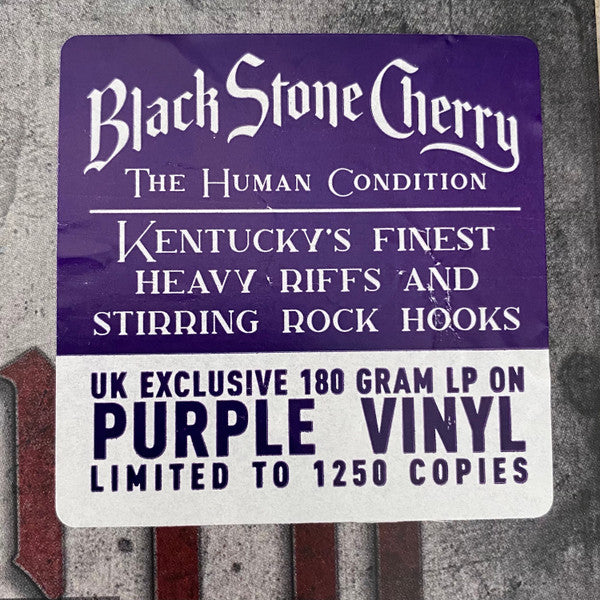 Black Stone Cherry
The Human Condition
Kentucky's finest
heavy riffs and
stirring rock hooks
UK EXCLUSIVE 180 GRAM LP ON
PURPLE VINYL
LIMITED TO 1250 COPIES